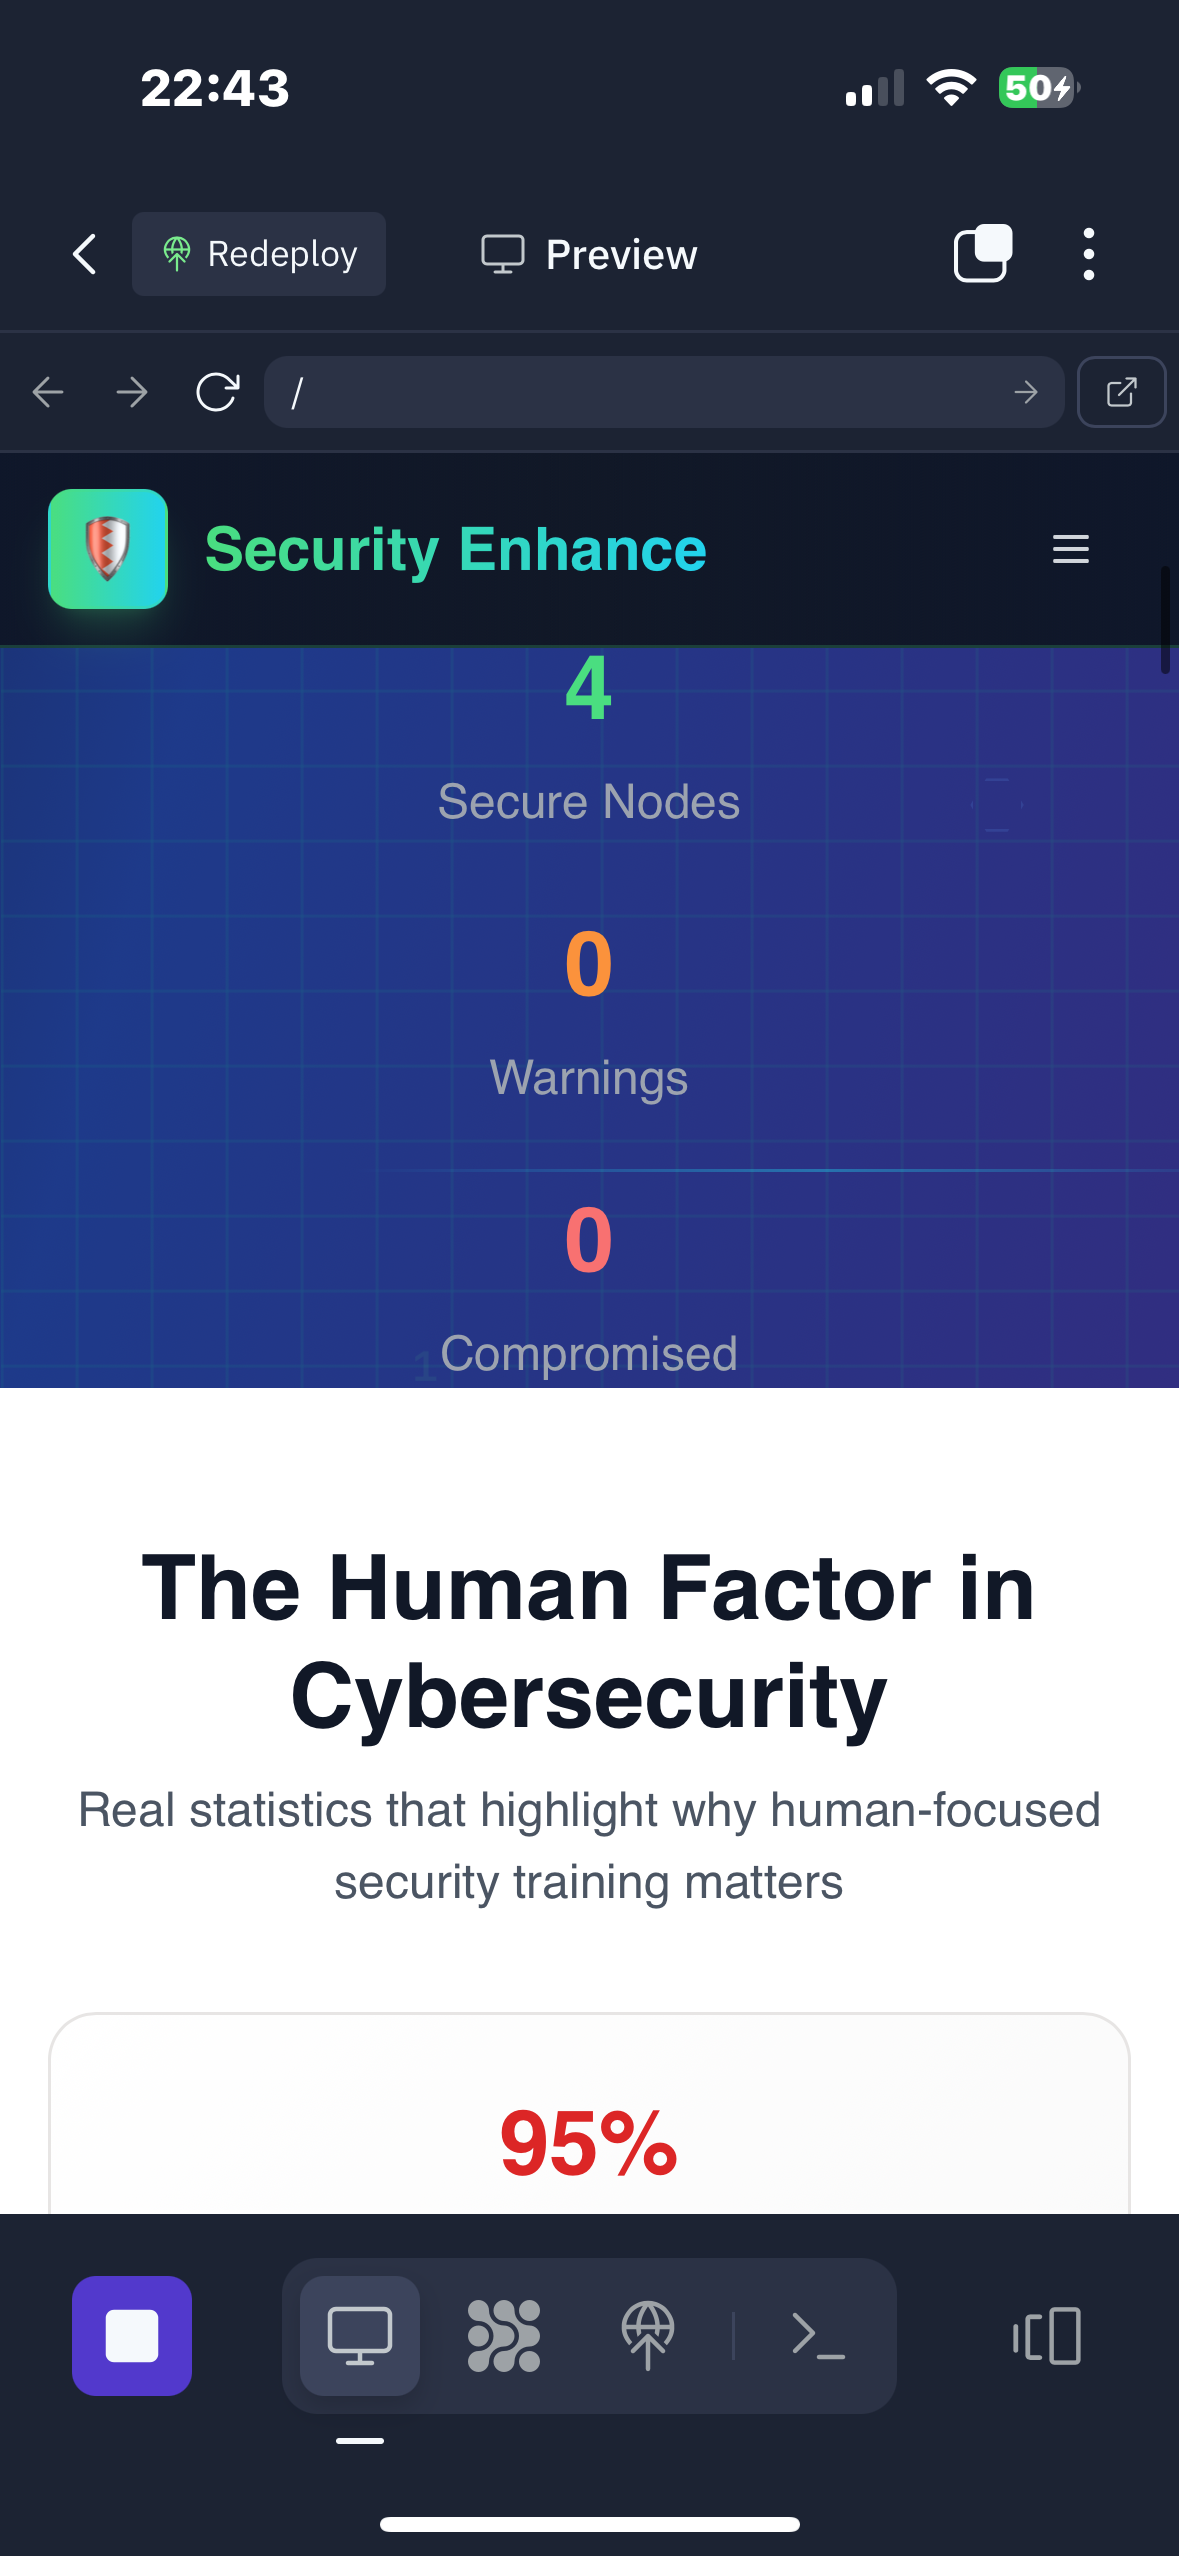 22:43
50
Redeploy
Preview
/
Security Enhance
4
Secure Nodes
0
Warnings
0
1
Compromised
The Human Factor in
Cybersecurity
Real statistics that highlight why human-focused
security training matters
95%